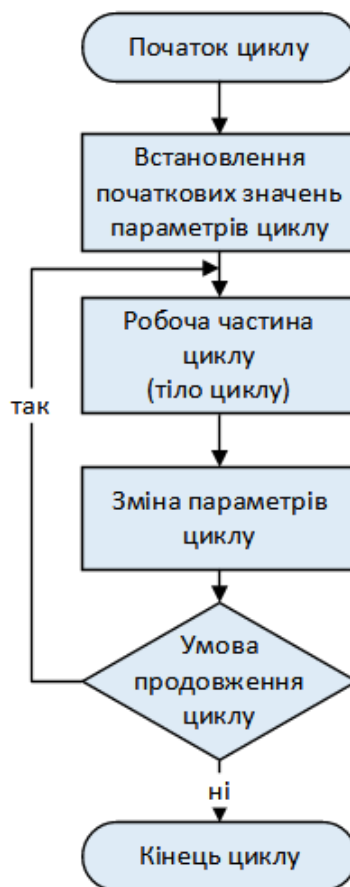 Початок циклу
Встановлення
початкових значень
параметрів циклу
Робоча частина
циклу
(тіло циклу)
так
Зміна параметрів
циклу
Умова
продовження
циклу
ні
Кінець циклу